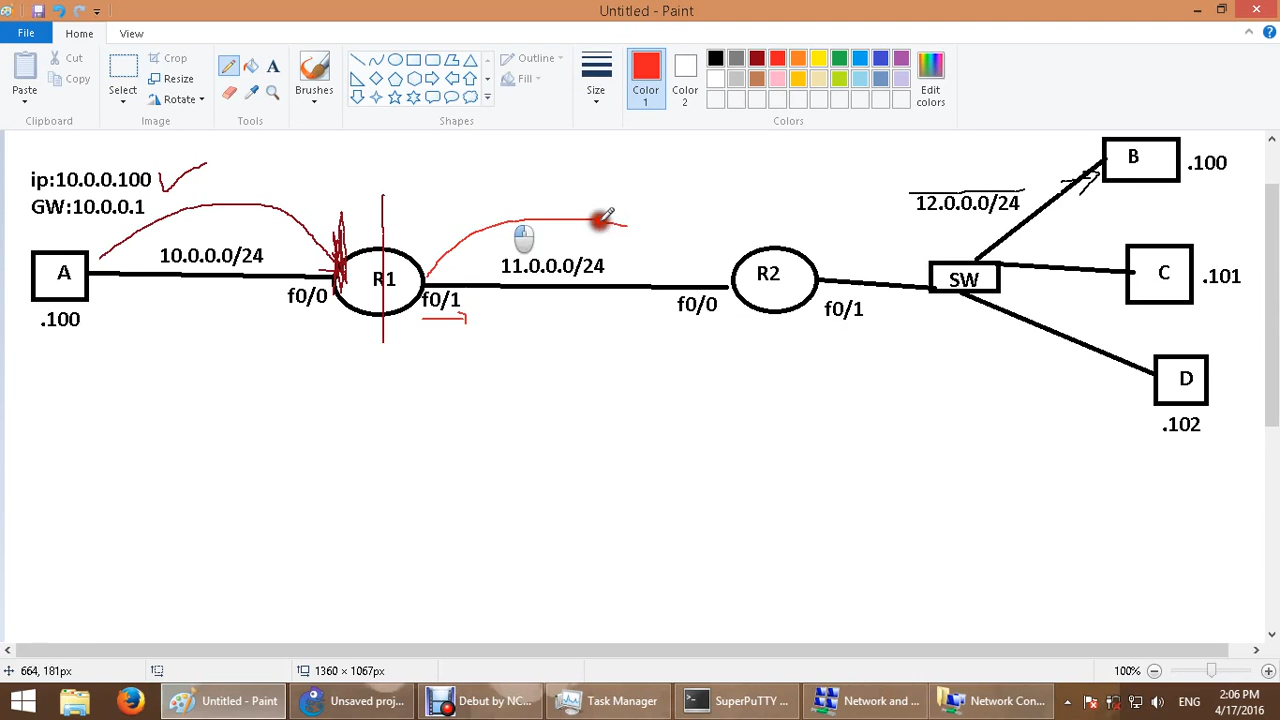 Untitled - Paint
File
Home
View
Paste
Cut
Copy
Clipboard
Select
Crop
Resize
Rotate
Image
A
Tools
Brushes
Outline
Fill
Shapes
Size
Color
1
Color
2
Edit
colors
Colors
ip:10.0.0.100
GW:10.0.0.1
A
.100
10.0.0.0/24
f0/0
R1
f0/1
11.0.0.0/24
f0/0
R2
f0/1
12.0.0.0/24
SW
B
.100
C
.101
D
.102
664, 181px
1360 × 1067px
100%
Untitled - Paint
Unsaved proj...
Debut by NC...
Task Manager
SuperPuTTY ...
Network and ...
Network Con...
ENG
2:06 PM
4/17/2016